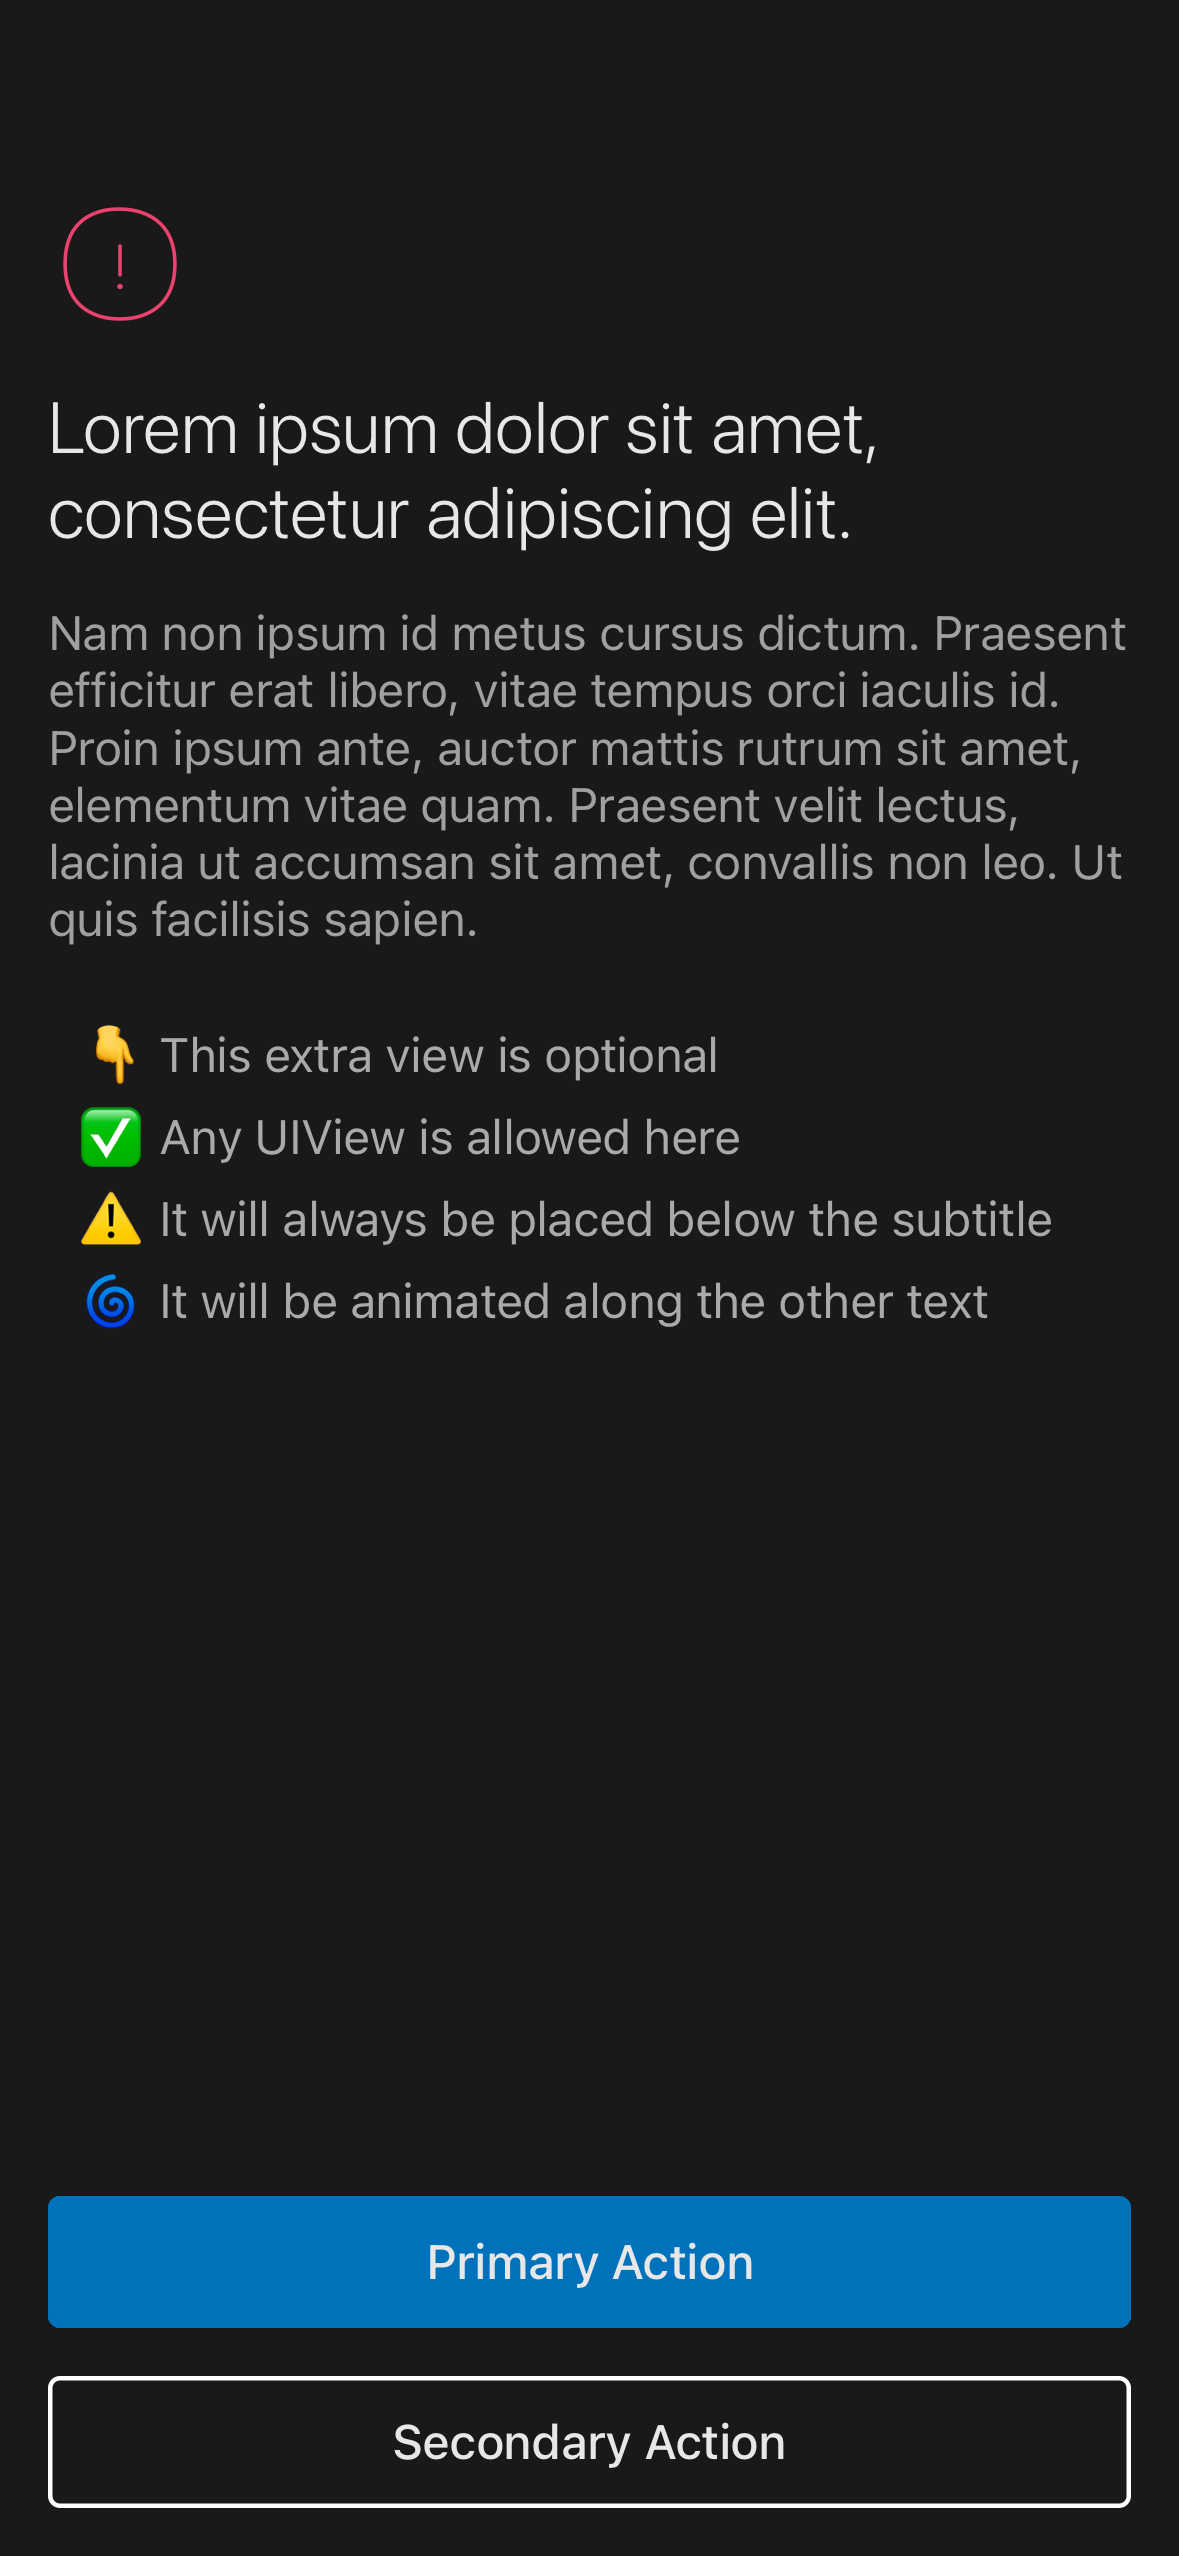 Lorem ipsum dolor sit amet,
consectetur adipiscing elit.
Nam non ipsum id metus cursus dictum. Praesent
efficitur erat libero, vitae tempus orci iaculis id.
Proin ipsum ante, auctor mattis rutrum sit amet,
elementum vitae quam. Praesent velit lectus,
lacinia ut accumsan sit amet, convallis non leo. Ut
quis facilisis sapien.
👇 This extra view is optional
✅ Any UIView is allowed here
⚠️ It will always be placed below the subtitle
🌀 It will be animated along the other text
Primary Action
Secondary Action